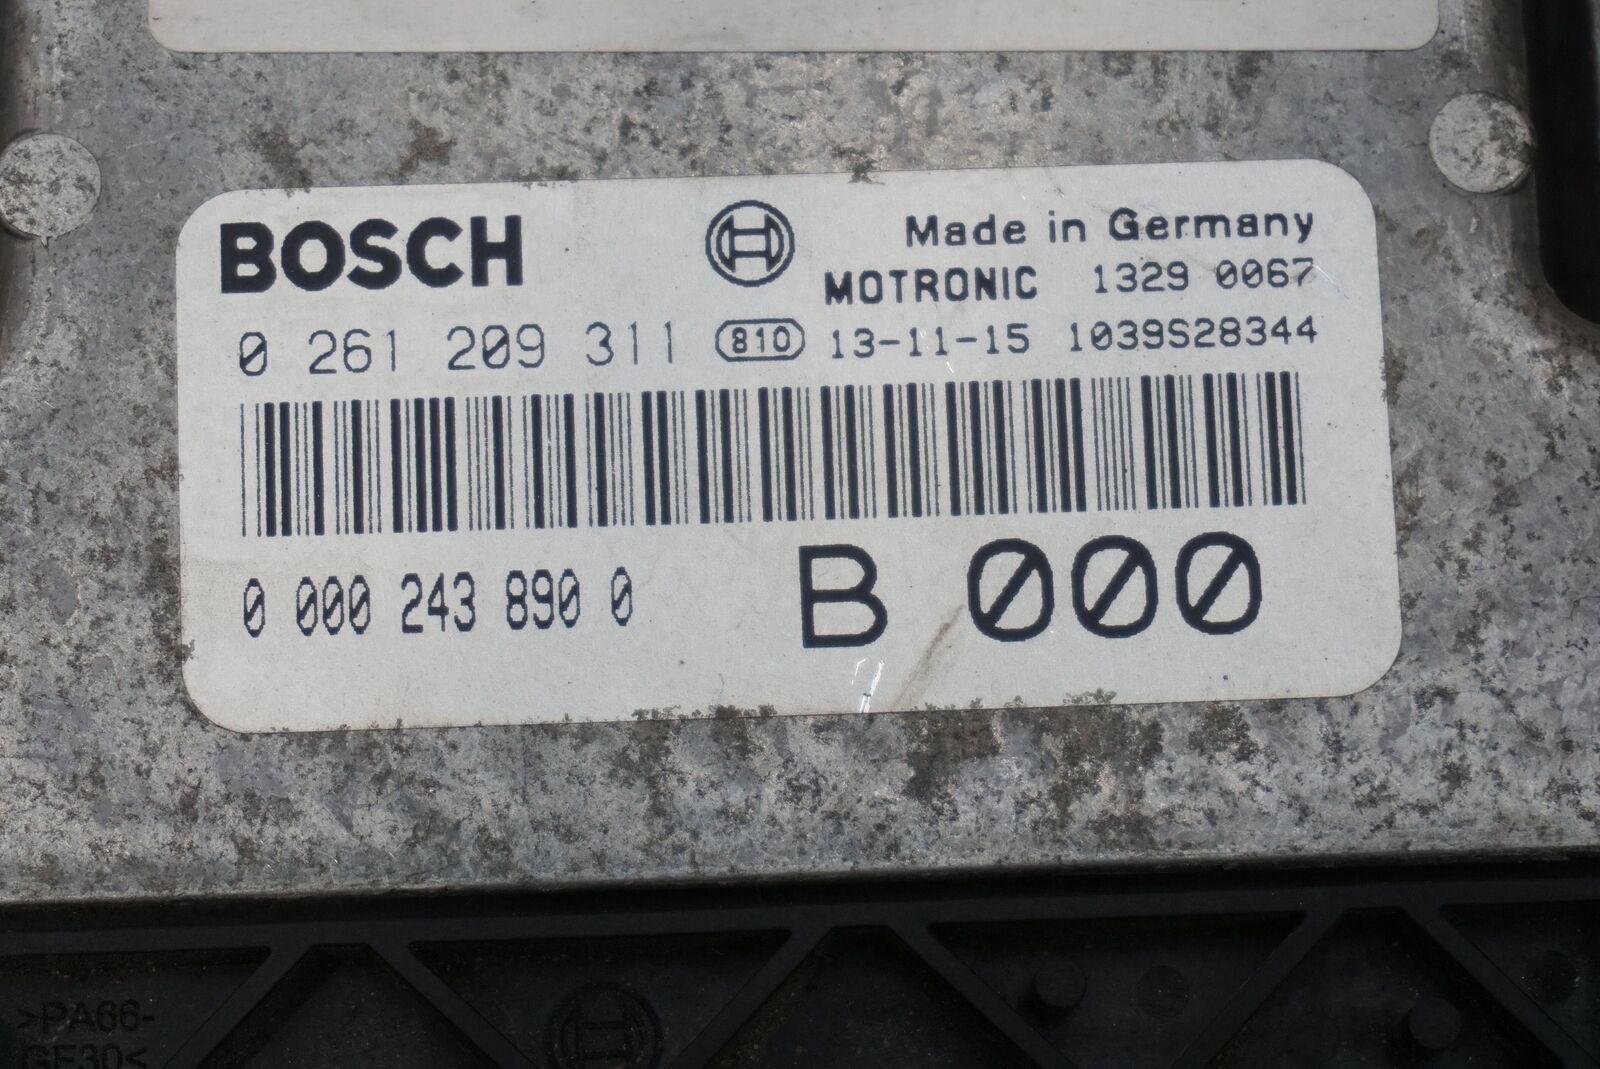 BOSCH
Made in Germany
MOTRONIC 1329 0067
0 261 209 311 810 13-11-15 1039S28344
0 000 243 890 0 B 000
>PA66-
GF30<